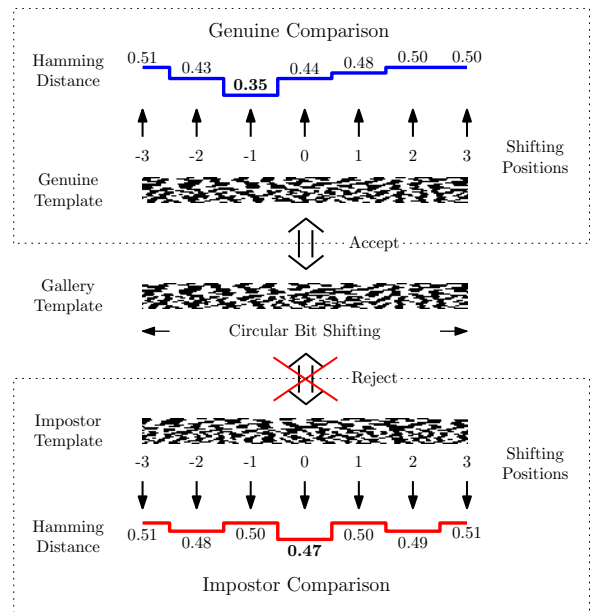 Genuine Comparison
Hamming
Distance
0.51
0.43
0.35
0.44
0.48
0.50
0.50
-3
-2
-1
0
1
2
3
Shifting
Positions
Genuine
Template
Accept
Gallery
Template
Circular Bit Shifting
Reject
Impostor
Template
-3
-2
-1
0
1
2
3
Shifting
Positions
Hamming
Distance
0.51
0.48
0.50
0.47
0.50
0.49
0.51
Impostor Comparison